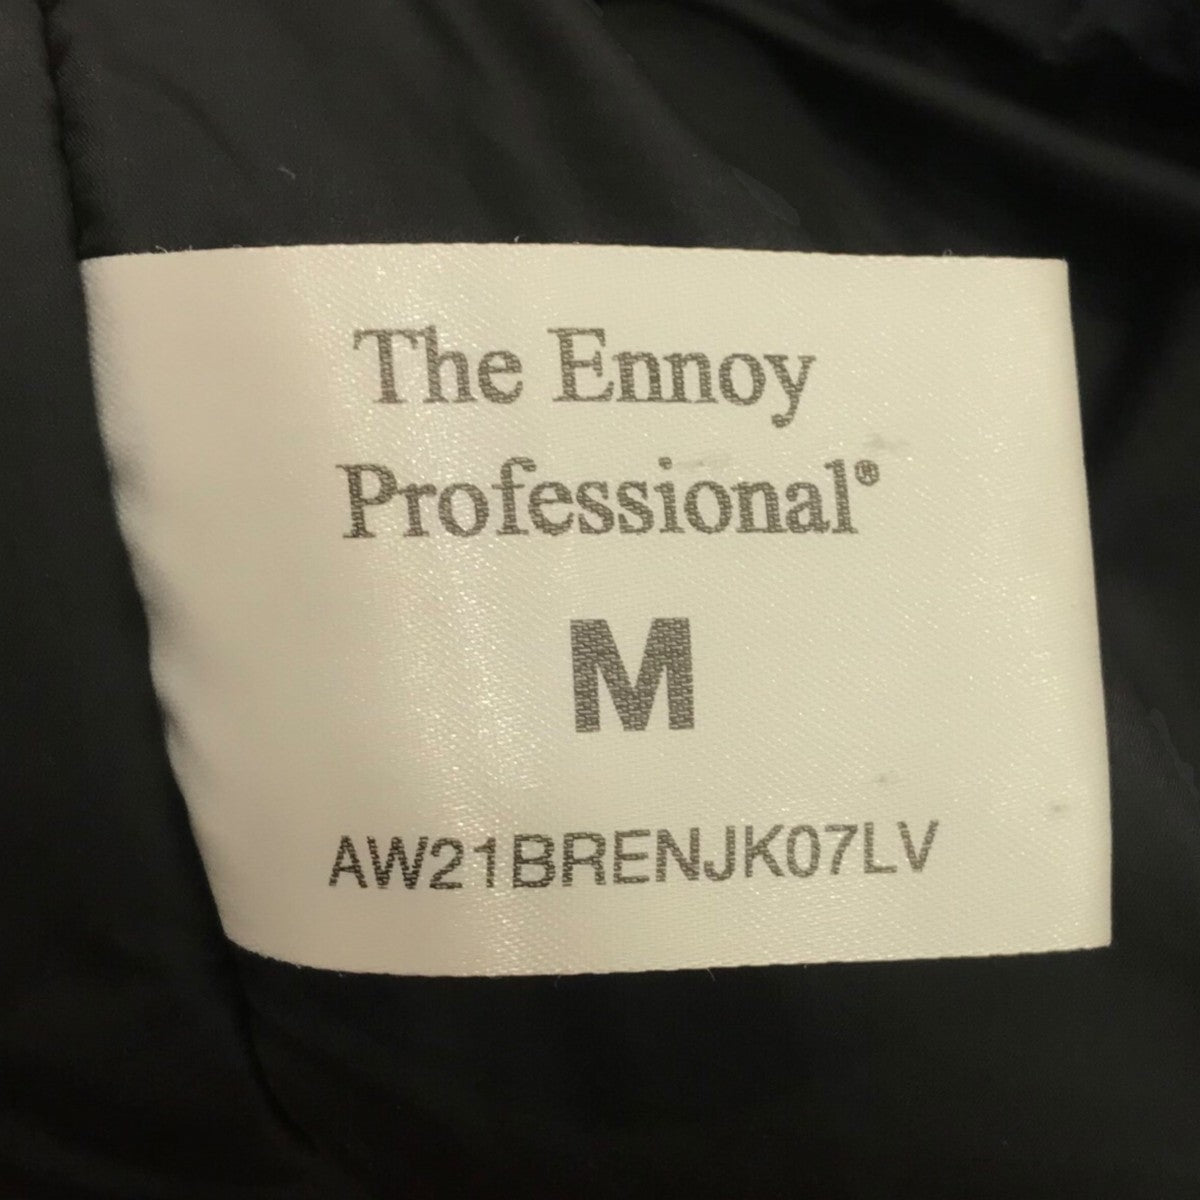 The Ennoy
Professional®
M
AW21BRENJK07LV